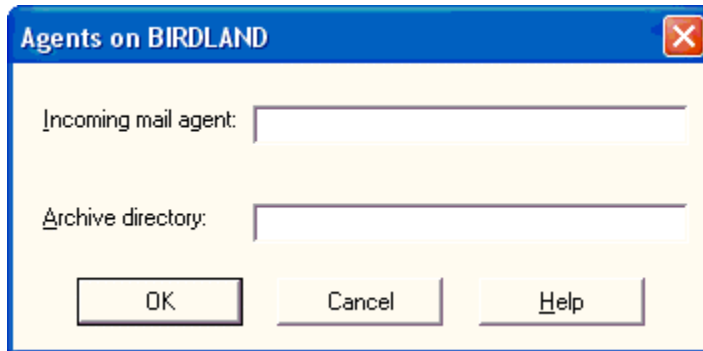 Agents on BIRDLAND
Incoming mail agent:
Archive directory:
OK Cancel Help